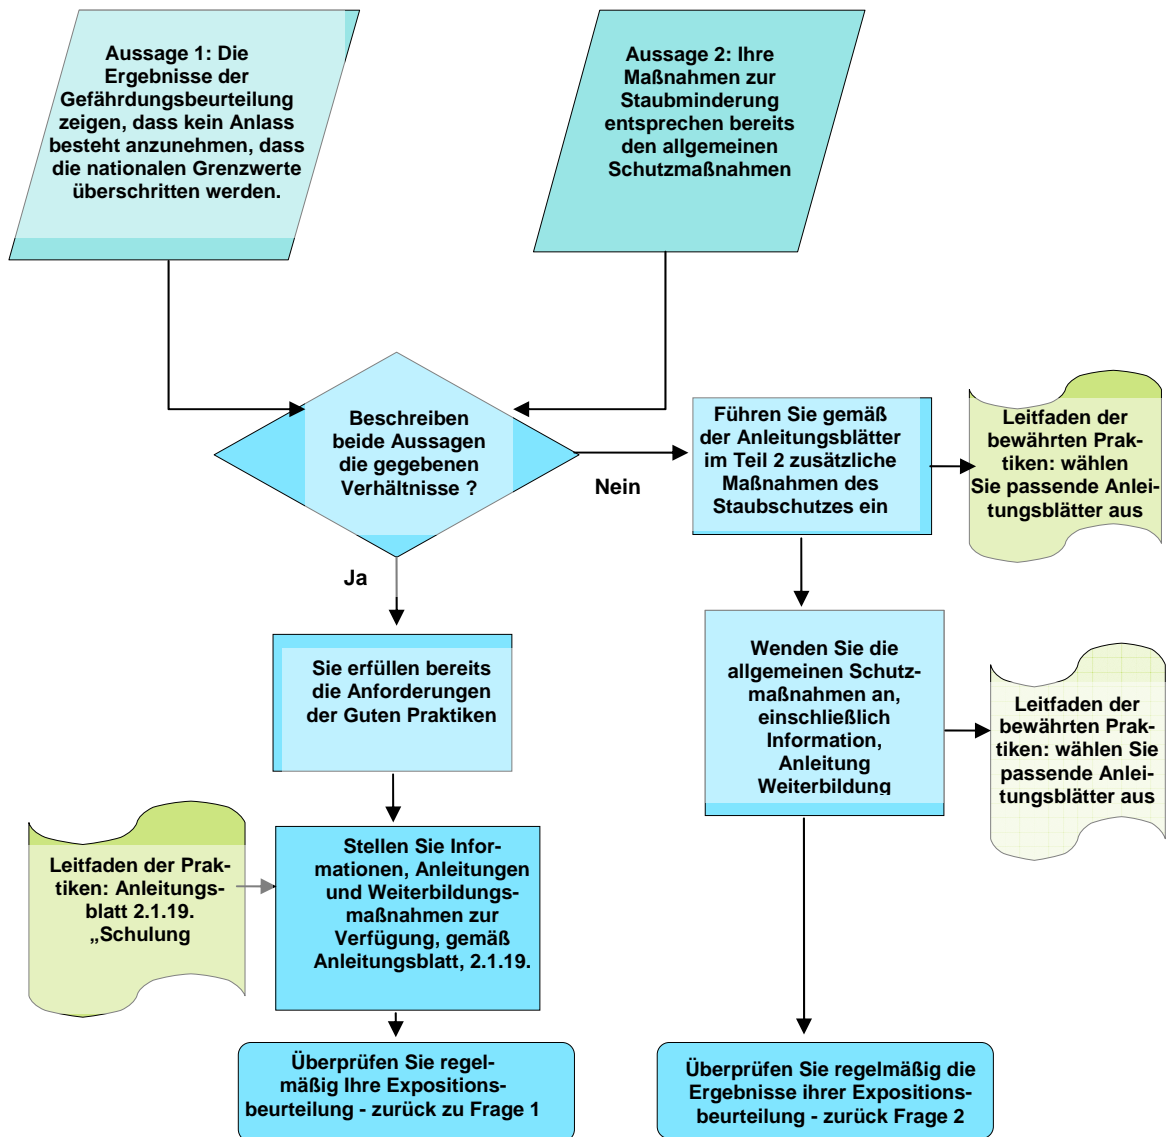 Aussage 1: Die
Ergebnisse der
Gefährdungsbeurteilung
zeigen, dass kein Anlass
besteht anzunehmen, dass
die nationalen Grenzwerte
überschritten werden.
Aussage 2: Ihre
Maßnahmen zur
Staubminderung
entsprechen bereits
den allgemeinen
Schutzmaßnahmen
Beschreiben
beide Aussagen
die gegebenen
Verhältnisse ?
Nein
Führen Sie gemäß
der Anleitungsblätter
im Teil 2 zusätzliche
Maßnahmen des
Staubschutzes ein
Leitfaden der
bewährten Prak-
tiken: wählen
Sie passende Anlei-
tungsblätter aus
Ja
Sie erfüllen bereits
die Anforderungen
der Guten Praktiken
Wenden Sie die
allgemeinen Schutz-
maßnahmen an,
einschließlich
Information,
Anleitung
Weiterbildung
Leitfaden der
bewährten Prak-
tiken: wählen Sie
passende Anlei-
tungsblätter aus
Leitfaden der Prak-
tiken: Anleitungs-
blatt 2.1.19.
„Schulung
Stellen Sie Infor-
mationen, Anleitungen
und Weiterbildungs-
maßnahmen zur
Verfügung, gemäß
Anleitungsblatt, 2.1.19.
Überprüfen Sie regel-
mäßig Ihre Expositions-
beurteilung - zurück zu Frage 1
Überprüfen Sie regelmäßig die
Ergebnisse ihrer Expositions-
beurteilung - zurück Frage 2